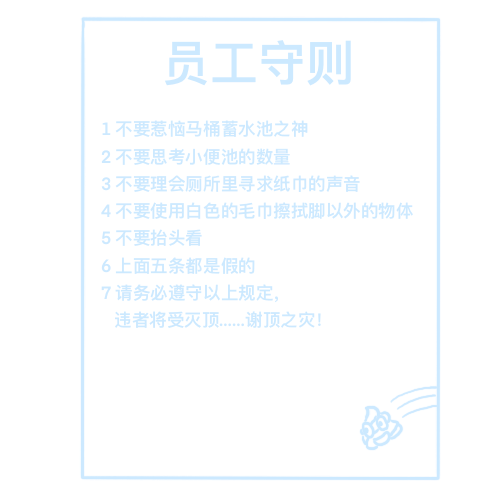 员工守则
1 不要惹恼马桶蓄水池之神
2 不要思考小便池的数量
3 不要理会厕所里寻求纸巾的声音
4 不要使用白色的毛巾擦拭脚以外的物体
5 不要抬头看
6 上面五条都是假的
7 请务必遵守以上规定,
违者将受灭顶......谢顶之灾!